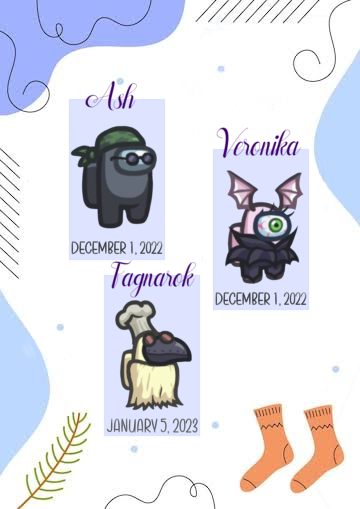 Ash
DECEMBER 1, 2022
Veronika
DECEMBER 1, 2022
Tagnarok
JANUARY 5, 2023